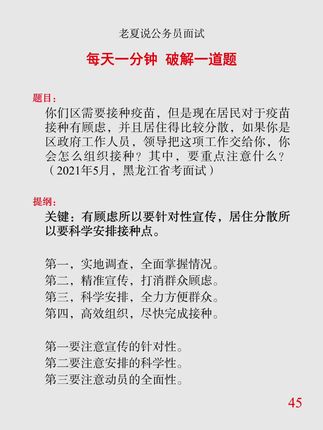 老夏说公务员面试
每天一分钟 破解一道题
题目：
你们区需要接种疫苗，但是现在居民对于疫苗
接种有顾虑，并且居住得比较分散，如果你是
区政府工作人员，领导把这项工作交给你，你
会怎么组织接种？其中，要重点注意什么？
（2021年5月，黑龙江省考面试）
提纲：
关键：有顾虑所以要针对性宣传，居住分散所
以要科学安排接种点。
第一，实地调查，全面掌握情况。
第二，精准宣传，打消群众顾虑。
第三，科学安排，全力方便群众。
第四，高效组织，尽快完成接种。
第一要注意宣传的针对性。
第二要注意安排的科学性。
第三要注意动员的全面性。
45